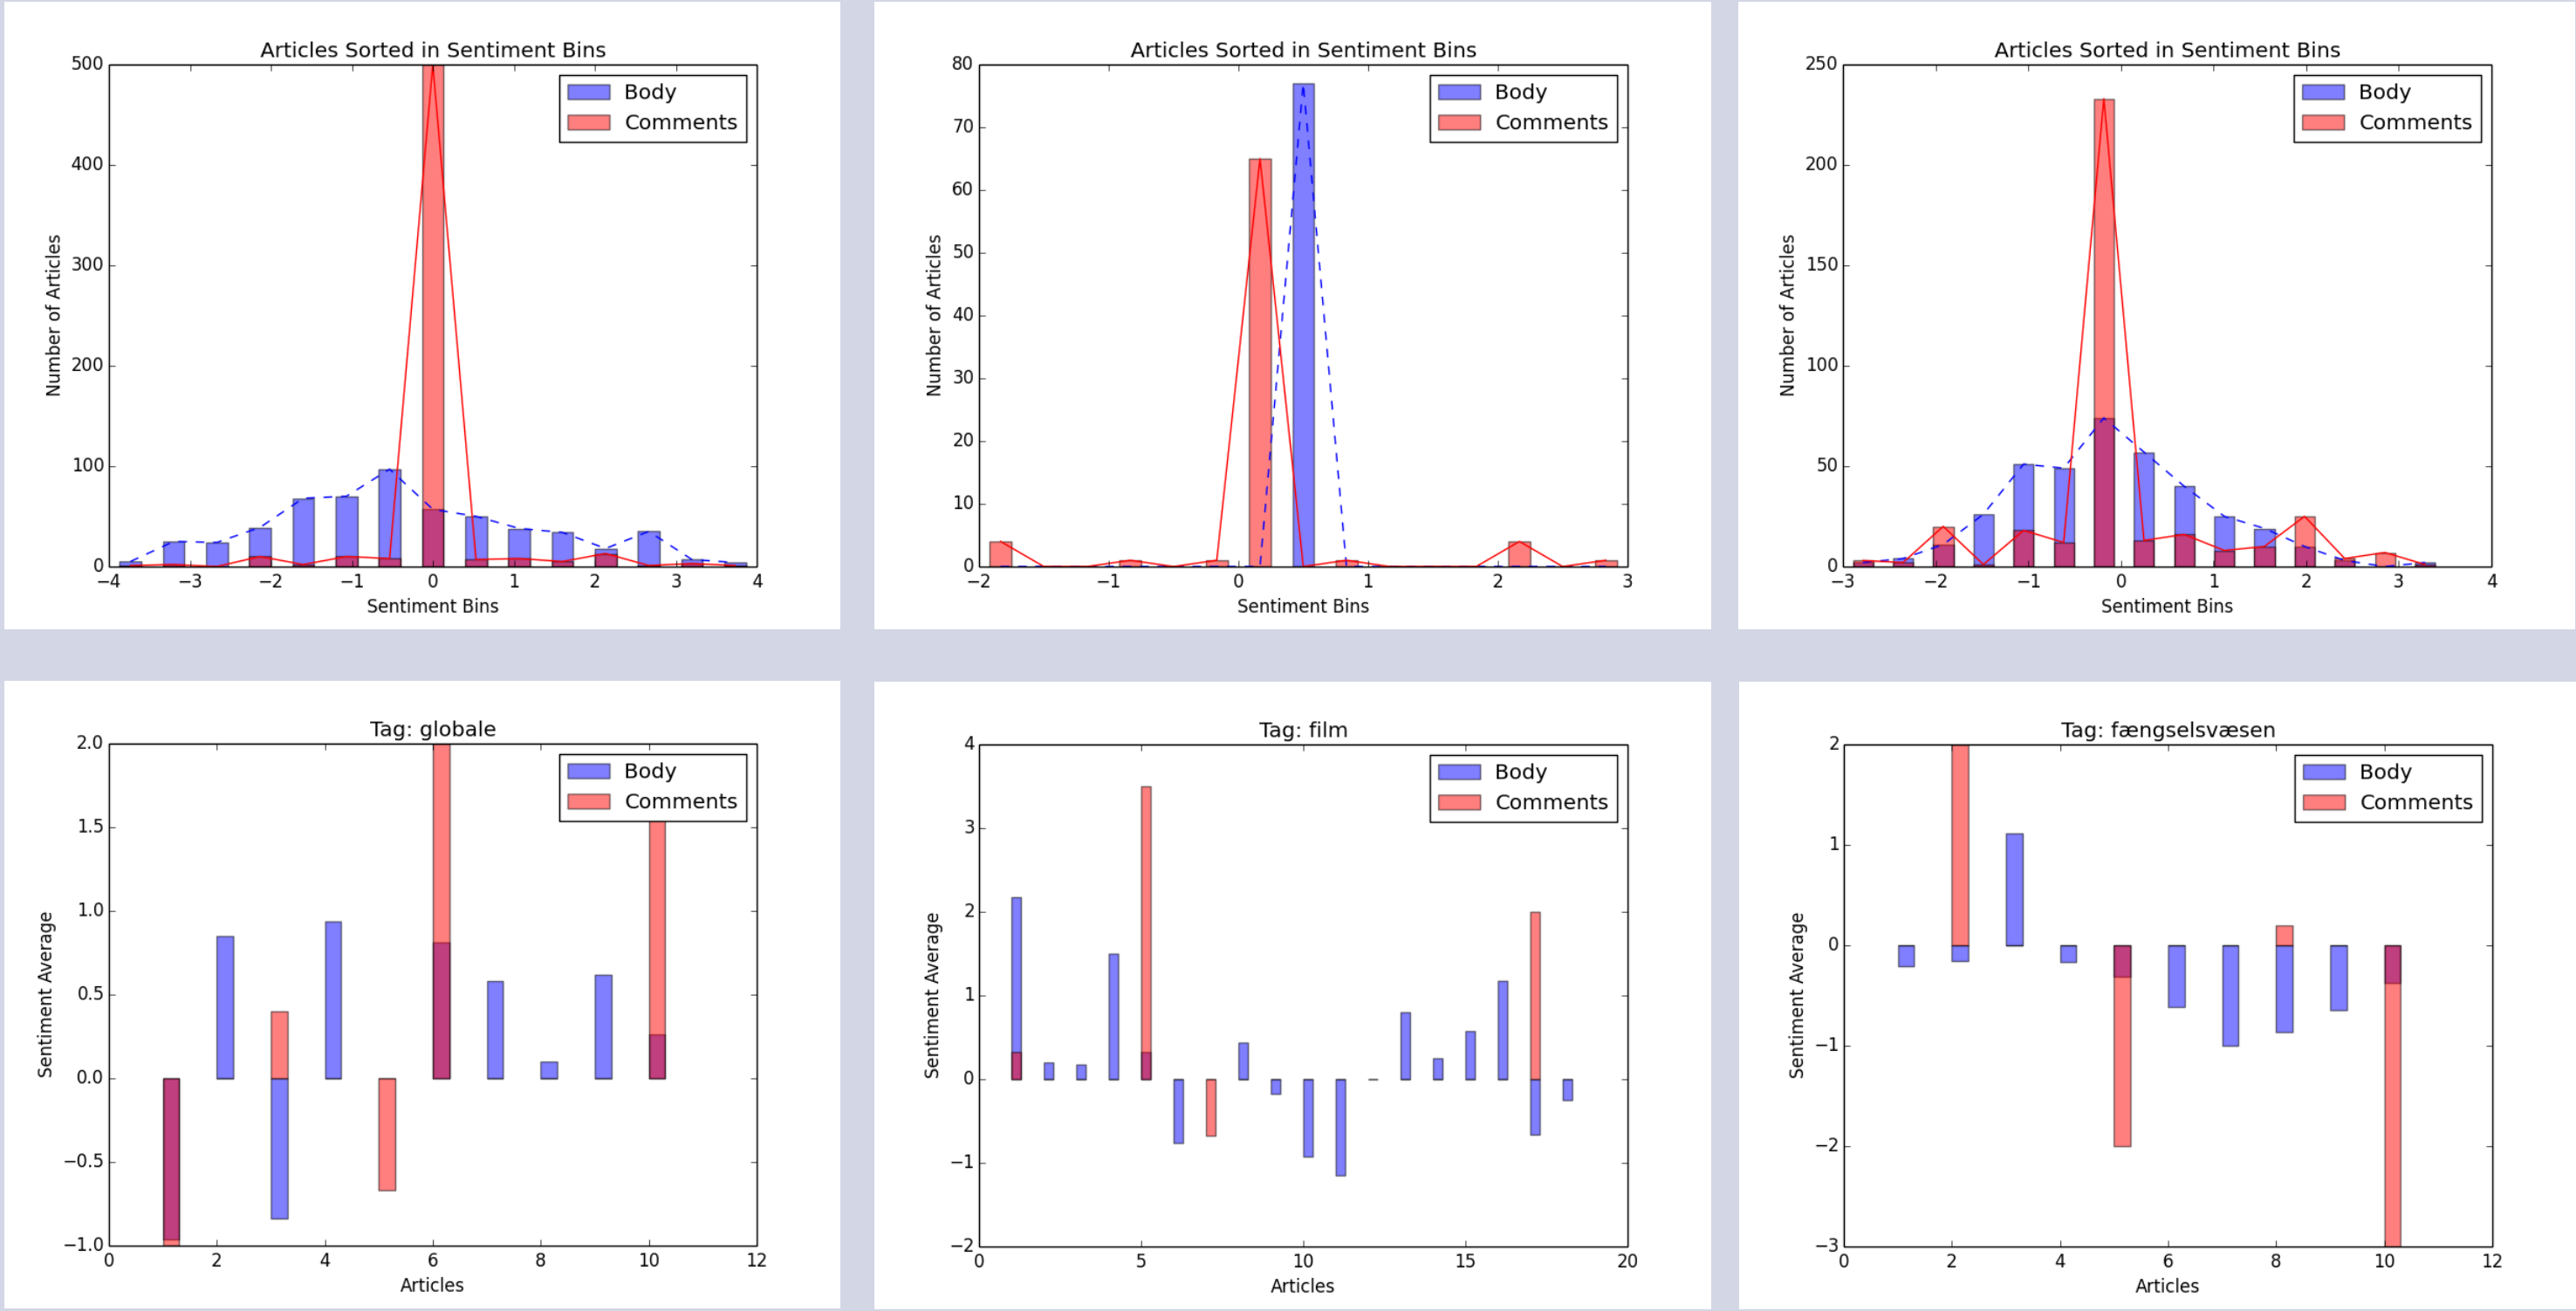 Articles Sorted in Sentiment Bins
500
400
300
200
100
0
Number of Articles
Body
Comments
−4 −3 −2 −1 0 1 2 3 4
Sentiment Bins
Articles Sorted in Sentiment Bins
80
70
60
50
40
30
20
10
0
Number of Articles
Body
Comments
−2 −1 0 1 2 3
Sentiment Bins
Articles Sorted in Sentiment Bins
250
200
150
100
50
0
Number of Articles
Body
Comments
−3 −2 −1 0 1 2 3 4
Sentiment Bins
Tag: globale
2.0
1.5
1.0
0.5
0.0
−0.5
−1.0
Sentiment Average
Body
Comments
0 2 4 6 8 10 12
Articles
Tag: film
4
3
2
1
0
−1
−2
Sentiment Average
Body
Comments
0 5 10 15 20
Articles
Tag: fængselsvæsen
2
1
0
−1
−2
−3
Sentiment Average
Body
Comments
0 2 4 6 8 10 12
Articles